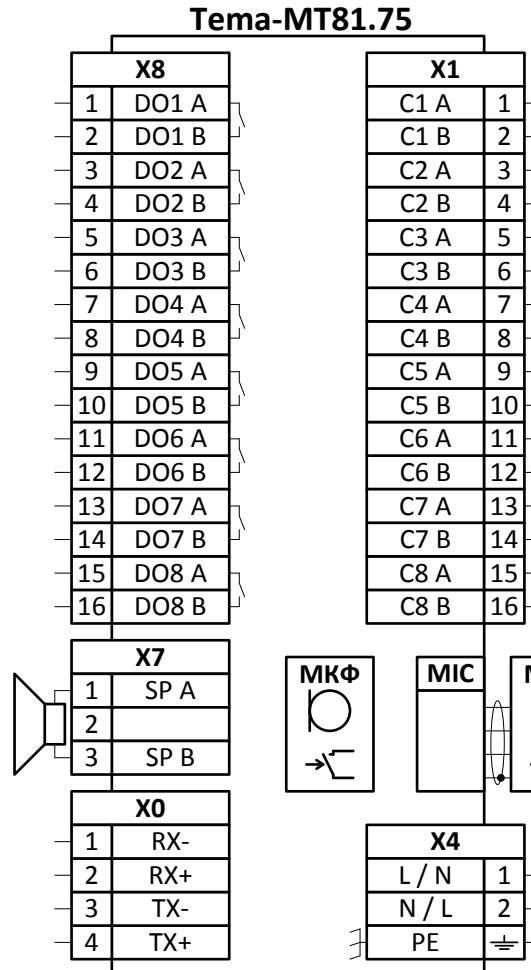 Tema-MT81.75
X8
1 DO1 A
2 DO1 B
3 DO2 A
4 DO2 B
5 DO3 A
6 DO3 B
7 DO4 A
8 DO4 B
9 DO5 A
10 DO5 B
11 DO6 A
12 DO6 B
13 DO7 A
14 DO7 B
15 DO8 A
16 DO8 B
X1
C1 A 1
C1 B 2
C2 A 3
C2 B 4
C3 A 5
C3 B 6
C4 A 7
C4 B 8
C5 A 9
C5 B 10
C6 A 11
C6 B 12
C7 A 13
C7 B 14
C8 A 15
C8 B 16
X7
1 SP A
2
3 SP B
МКФ
MIC
X0
1 RX-
2 RX+
3 TX-
4 TX+
X4
L / N 1
N / L 2
PE